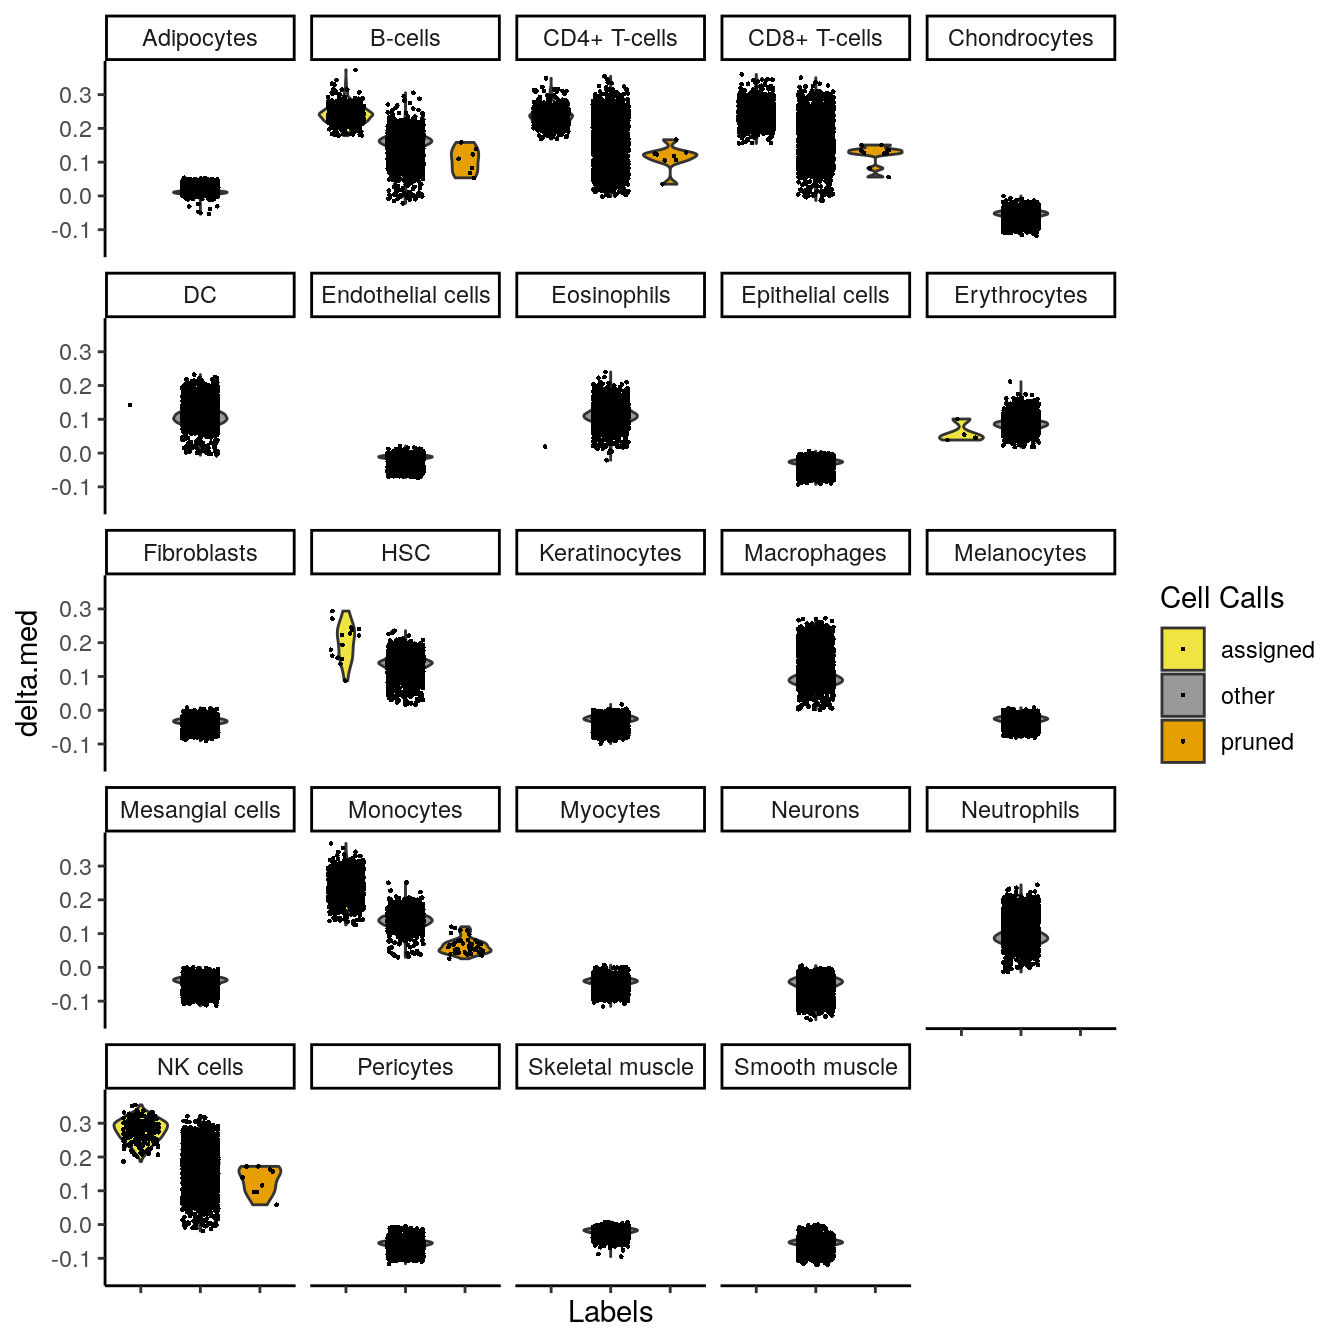 Adipocytes B-cells CD4+ T-cells CD8+ T-cells Chondrocytes
0.3
0.2
0.1
0.0
-0.1
DC Endothelial cells Eosinophils Epithelial cells Erythrocytes
0.3
0.2
0.1
0.0
-0.1
Fibroblasts HSC Keratinocytes Macrophages Melanocytes
0.3
0.2
0.1
0.0
-0.1
Mesangial cells Monocytes Myocytes Neurons Neutrophils
0.3
0.2
0.1
0.0
-0.1
NK cells Pericytes Skeletal muscle Smooth muscle
0.3
0.2
0.1
0.0
-0.1
delta.med
Labels
Cell Calls
assigned
other
pruned